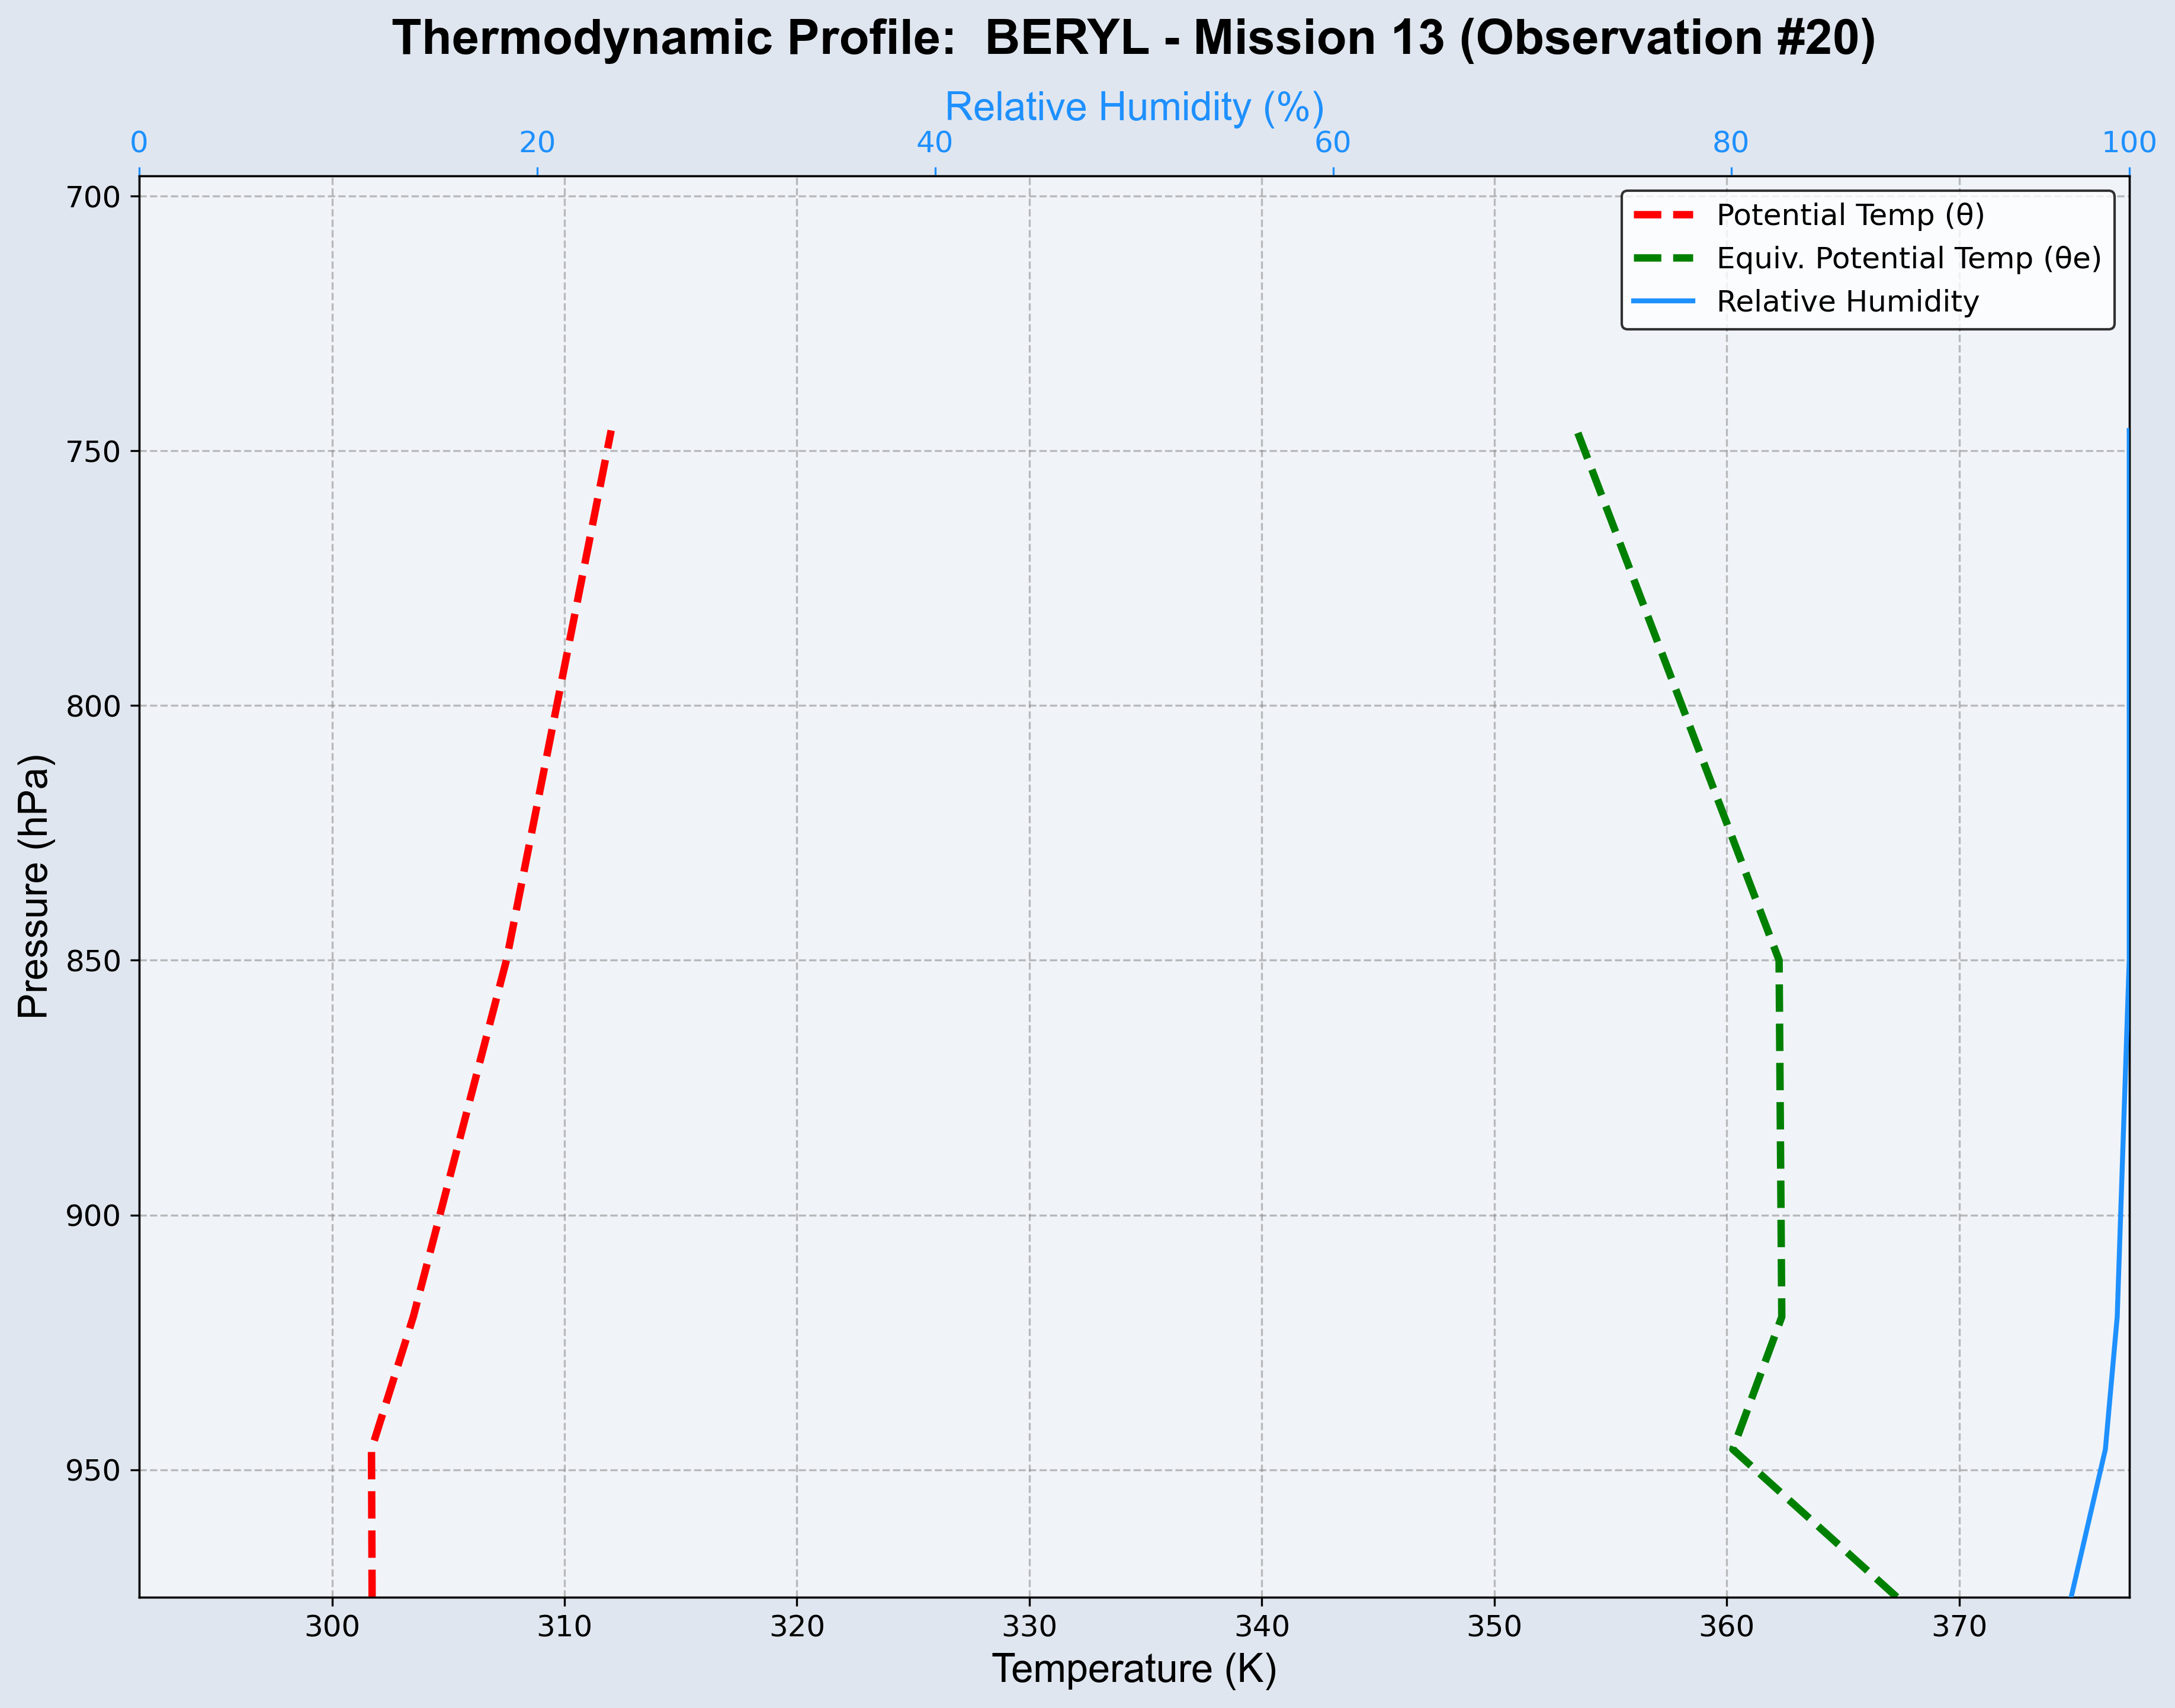 Thermodynamic Profile:  BERYL - Mission 13 (Observation #20)
Relative Humidity (%)
0 20 40 60 80 100
Potential Temp (θ)
Equiv. Potential Temp (θe)
Relative Humidity
Pressure (hPa)
700
750
800
850
900
950
300 310 320 330 340 350 360 370
Temperature (K)